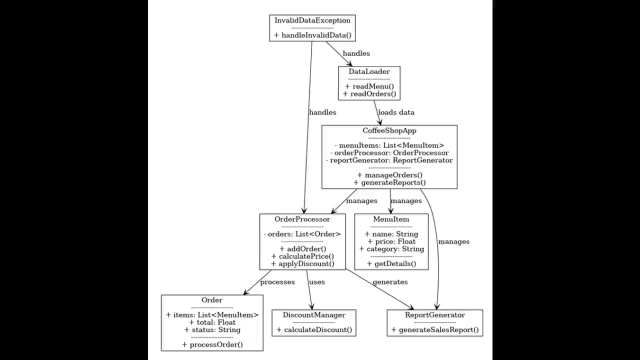 InvalidDataException
--------------------
+ handleInvalidData()
handles
DataLoader
--------------------
+ readMenu()
+ readOrders()
handles
loads data
CoffeeShopApp
--------------------
- menuItems: List<MenuItem>
- orderProcessor: OrderProcessor
- reportGenerator: ReportGenerator
--------------------
+ manageOrders()
+ generateReports()
manages
manages
manages
OrderProcessor
--------------------
- orders: List<Order>
--------------------
+ addOrder()
+ calculatePrice()
+ applyDiscount()
MenuItem
--------------------
+ name: String
+ price: Float
+ category: String
--------------------
+ getDetails()
processes
uses
generates
Order
--------------------
+ items: List<MenuItem>
+ total: Float
+ status: String
--------------------
+ processOrder()
DiscountManager
--------------------
+ calculateDiscount()
ReportGenerator
--------------------
+ generateSalesReport()